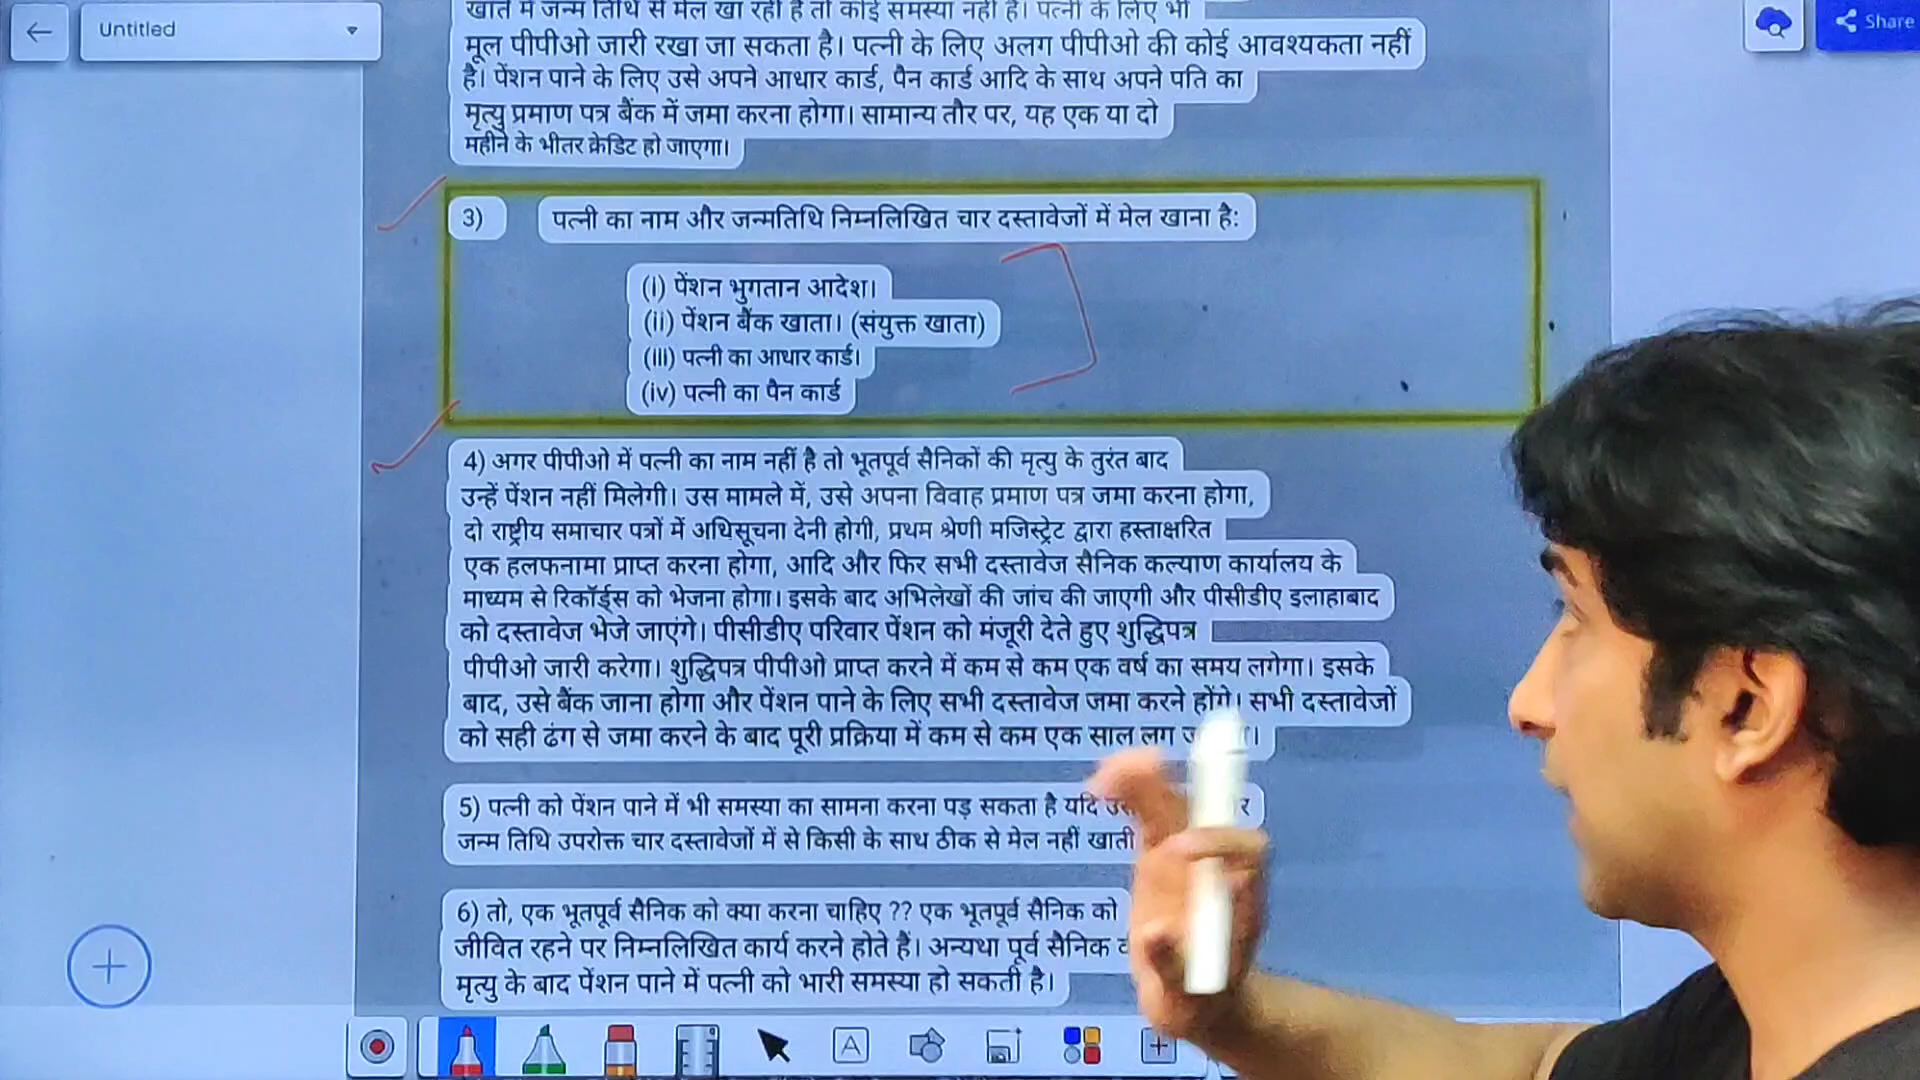 Untitled
Share
खाते में जन्म तिथि से मेल खा रही है तो कोई समस्या नहीं है। पत्नी के लिए भी
मूल पीपीओ जारी रखा जा सकता है। पत्नी के लिए अलग पीपीओ की कोई आवश्यकता नहीं
है। पेंशन पाने के लिए उसे अपने आधार कार्ड, पैन कार्ड आदि के साथ अपने पति का
मृत्यु प्रमाण पत्र बैंक में जमा करना होगा। सामान्य तौर पर, यह एक या दो
महीने के भीतर क्रेडिट हो जाएगा।
3) पत्नी का नाम और जन्मतिथि निम्नलिखित चार दस्तावेजों में मेल खाना है:
(i) पेंशन भुगतान आदेश।
(ii) पेंशन बैंक खाता। (संयुक्त खाता)
(iii) पत्नी का आधार कार्ड।
(iv) पत्नी का पैन कार्ड
4) अगर पीपीओ में पत्नी का नाम नहीं है तो भूतपूर्व सैनिकों की मृत्यु के तुरंत बाद
उन्हें पेंशन नहीं मिलेगी। उस मामले में, उसे अपना विवाह प्रमाण पत्र जमा करना होगा,
दो राष्ट्रीय समाचार पत्रों में अधिसूचना देनी होगी, प्रथम श्रेणी मजिस्ट्रेट द्वारा हस्ताक्षरित
एक हलफनामा प्राप्त करना होगा, आदि और फिर सभी दस्तावेज सैनिक कल्याण कार्यालय के
माध्यम से रिकॉर्ड्स को भेजना होगा। इसके बाद अभिलेखों की जांच की जाएगी और पीसीडीए इलाहाबाद
को दस्तावेज भेजे जाएंगे। पीसीडीए परिवार पेंशन को मंजूरी देते हुए शुद्धिपत्र
पीपीओ जारी करेगा। शुद्धिपत्र पीपीओ प्राप्त करने में कम से कम एक वर्ष का समय लगेगा। इसके
बाद, उसे बैंक जाना होगा और पेंशन पाने के लिए सभी दस्तावेज जमा करने होंगे। सभी दस्तावेजों
को सही ढंग से जमा करने के बाद पूरी प्रक्रिया में कम से कम एक साल लग
5) पत्नी को पेंशन पाने में भी समस्या का सामना करना पड़ सकता है यदि
जन्म तिथि उपरोक्त चार दस्तावेजों में से किसी के साथ ठीक से मेल नहीं खाती
6) तो, एक भूतपूर्व सैनिक को क्या करना चाहिए ?? एक भूतपूर्व सैनिक को
जीवित रहने पर निम्नलिखित कार्य करने होते हैं। अन्यथा पूर्व सैनिक
मृत्यु के बाद पेंशन पाने में पत्नी को भारी समस्या हो सकती है।
A